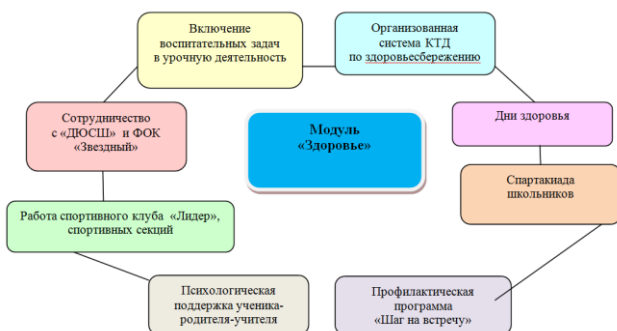 Включение
воспитательных задач
в урочную деятельность
Организованная
система КТД
по здоровьесбережению
Сотрудничество
с «ДЮСШ» и ФОК
«Звездный»
Модуль
«Здоровье»
Дни здоровья
Спартакиада
школьников
Работа спортивного клуба «Лидер»,
спортивных секций
Психологическая
поддержка ученика-
родителя-учителя
Профилактическая
программа
«Шаг на встречу»